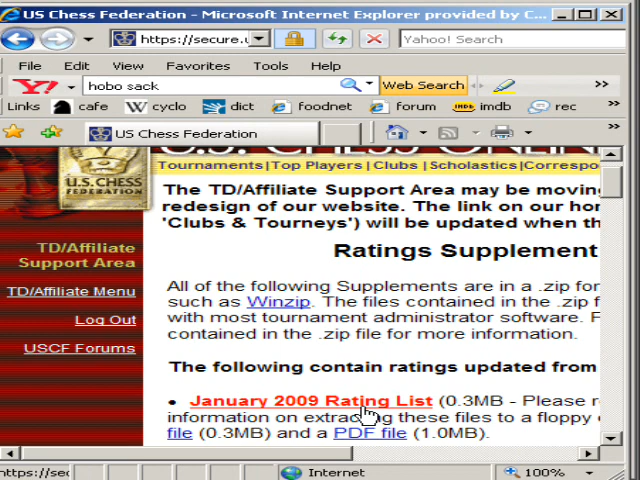 US Chess Federation - Microsoft Internet Explorer provided by C...
https://secure.u
Yahoo! Search
File Edit View Favorites Tools Help
Y! hobo sack Web Search »
Links cafe W cyclo dict foodnet forum imdb rec »
US Chess Federation »
U.S. CHESS ONLINE
Tournaments|Top Players|Clubs|Scholastics|Correspo
U.S. CHESS
FEDERATION
The TD/Affiliate Support Area may be moving
redesign of our website. The link on our hon
'Clubs & Tourneys') will be updated when th
TD/Affiliate
Support Area
Ratings Supplement
TD/Affiliate Menu
Log Out
USCF Forums
All of the following Supplements are in a .zip for
such as Winzip. The files contained in the .zip f
with most tournament administrator software. F
contained in the .zip file for more information.
The following contain ratings updated from
• January 2009 Rating List (0.3MB - Please r
information on extracting these files to a floppy
file (0.3MB) and a PDF file (1.0MB).
https://sec Internet 100%